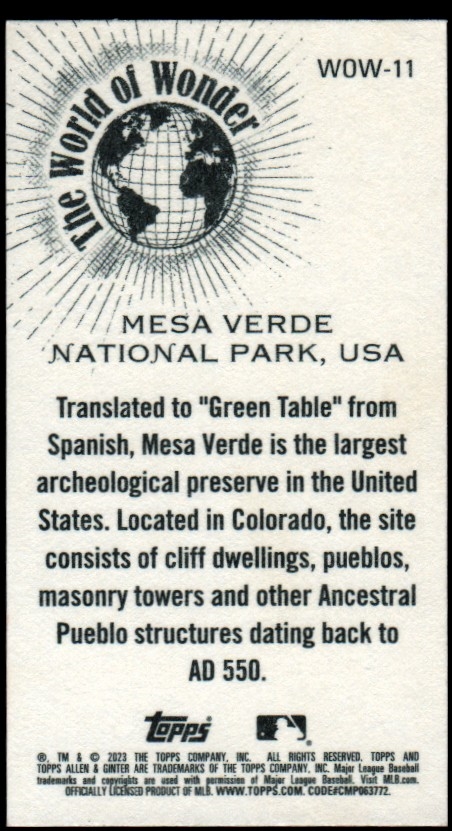 WOW-11
The World of Wonder
MESA VERDE
NATIONAL PARK, USA
Translated to "Green Table" from
Spanish, Mesa Verde is the largest
archeological preserve in the United
States. Located in Colorado, the site
consists of cliff dwellings, pueblos,
masonry towers and other Ancestral
Pueblo structures dating back to
AD 550.
topps ®
®, TM & © 2023 THE TOPPS COMPANY, INC. ALL RIGHTS RESERVED. TOPPS AND
TOPPS ALLEN & GINTER ARE TRADEMARKS OF THE TOPPS COMPANY, INC. Major League Baseball
trademarks and copyrights are used with permission of Major League Baseball. Visit MLB.com.
OFFICIALLY LICENSED PRODUCT OF MLB. WWW.TOPPS.COM. CODE#CMP063772.